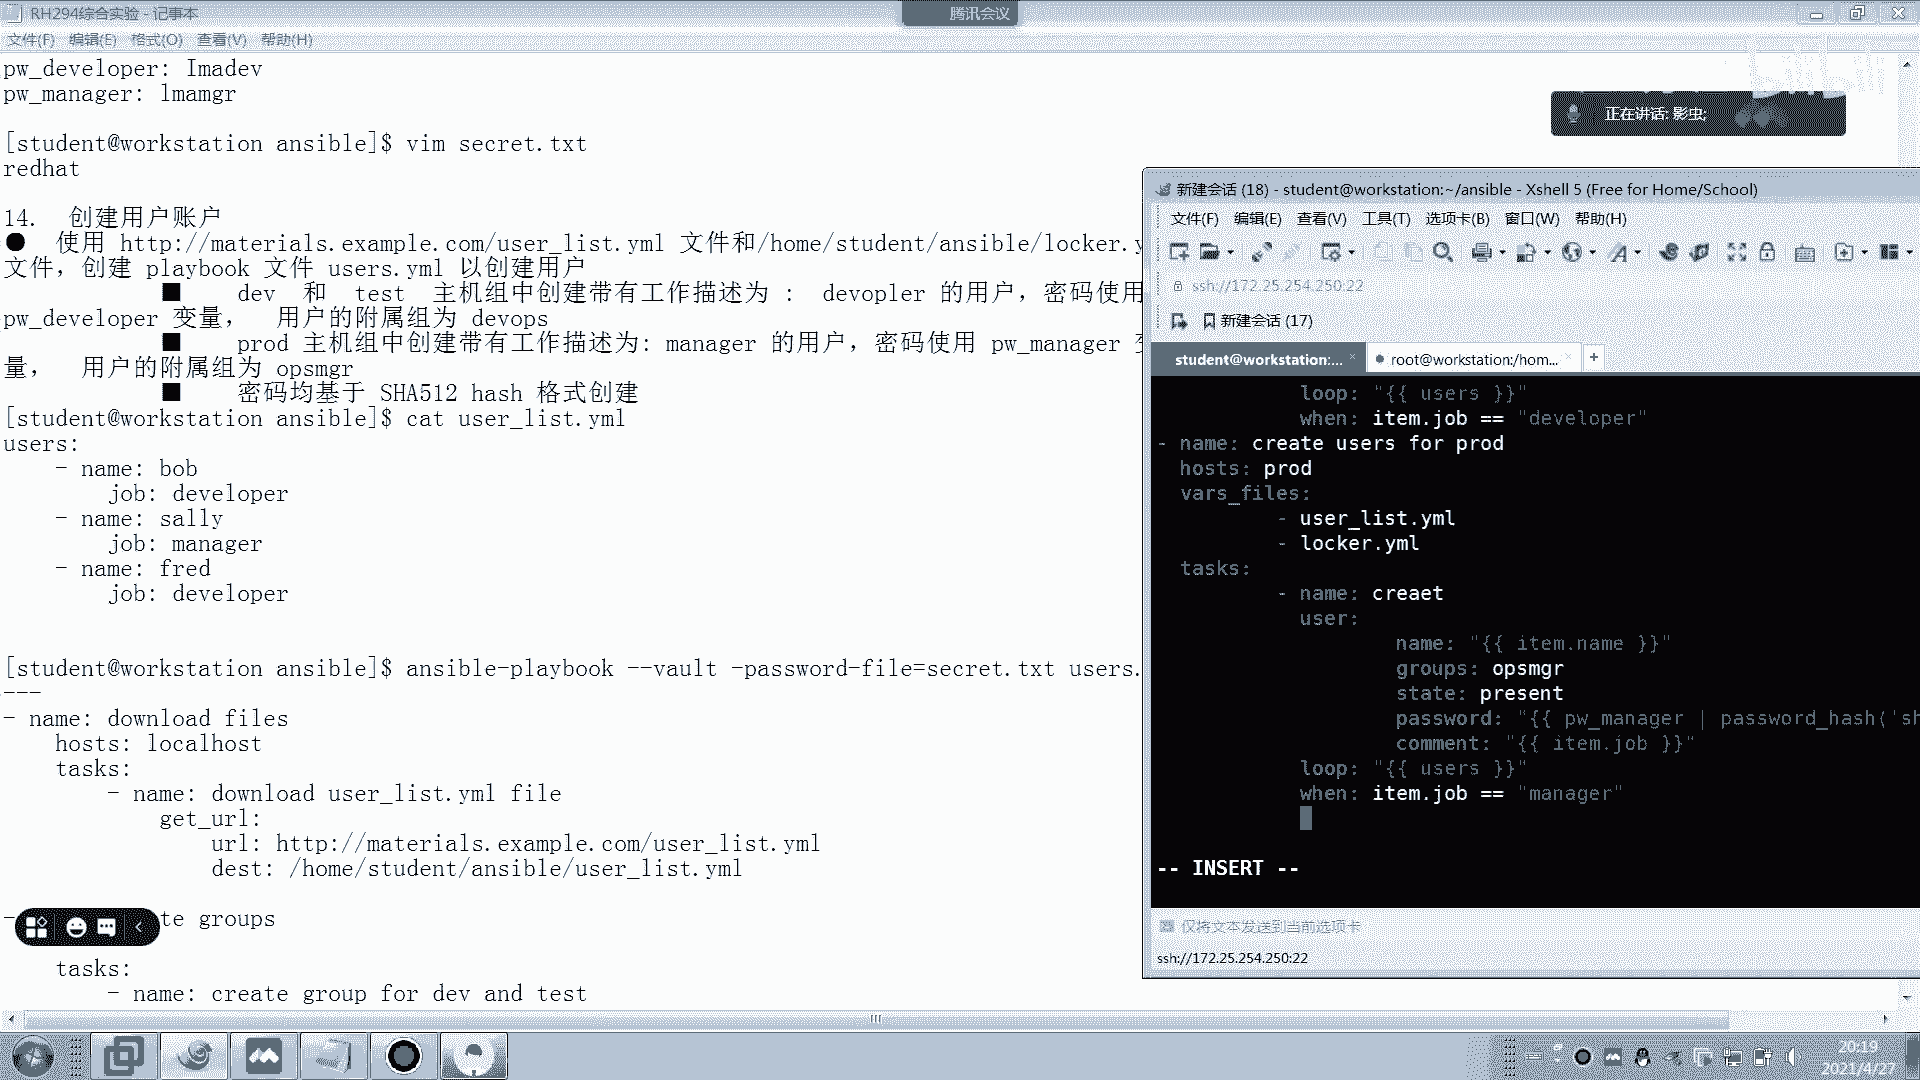 RH294综合实验 - 记事本
腾讯会议
文件(F) 编辑(E) 格式(O) 查看(V) 帮助(H)
pw_developer: Imadev
pw_manager: lmamgr
bilibili
正在讲话: 影虫;
[student@workstation ansible]$ vim secret.txt
redhat
14. 创建用户账户
● 使用 http://materials.example.com/user_list.yml 文件和/home/student/ansible/locker.y
文件，创建 playbook 文件 users.yml 以创建用户
■ dev 和 test 主机组中创建带有工作描述为 : devopler 的用户，密码使用
pw_developer 变量， 用户的附属组为 devops
■ prod 主机组中创建带有工作描述为: manager 的用户，密码使用 pw_manager
量， 用户的附属组为 opsmgr
■ 密码均基于 SHA512 hash 格式创建
[student@workstation ansible]$ cat user_list.yml
users:
- name: bob
job: developer
- name: sally
job: manager
- name: fred
job: developer
[student@workstation ansible]$ ansible-playbook --vault -password-file=secret.txt users.
---
- name: download files
hosts: localhost
tasks:
- name: download user_list.yml file
get_url:
url: http://materials.example.com/user_list.yml
dest: /home/student/ansible/user_list.yml
- te groups
tasks:
- name: create group for dev and test
新建会话 (18) - student@workstation:~/ansible - Xshell 5 (Free for Home/School)
文件(F) 编辑(E) 查看(V) 工具(T) 选项卡(B) 窗口(W) 帮助(H)
ssh://172.25.254.250:22
新建会话 (17)
student@workstation:... × root@workstation:/hom... × +
loop: "{{ users }}"
when: item.job == "developer"
- name: create users for prod
hosts: prod
vars_files:
- user_list.yml
- locker.yml
tasks:
- name: creaet
user:
name: "{{ item.name }}"
groups: opsmgr
state: present
password: "{{ pw_manager | password_hash('sh
comment: "{{ item.job }}"
loop: "{{ users }}"
when: item.job == "manager"
-- INSERT --
仅将文本发送到当前选项卡
ssh://172.25.254.250:22
20:19
2021/4/27